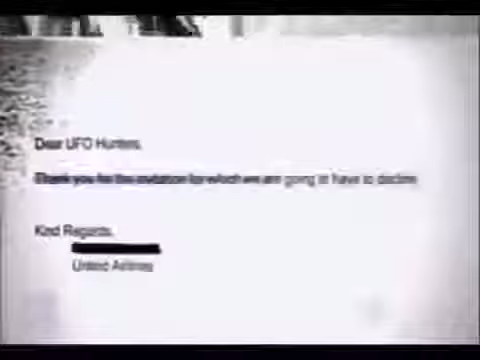 Dear UFO Hunters,
Thank you for the invitation for which we are going to have to decline.
Kind Regards,
United Airlines